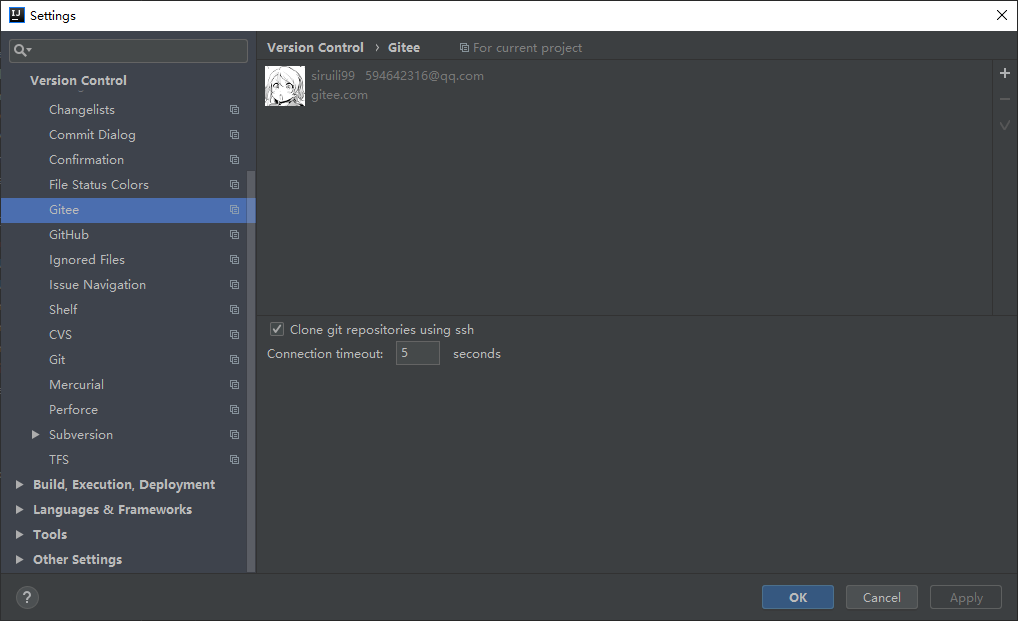 Settings
Version Control
Changelists
Commit Dialog
Confirmation
File Status Colors
Gitee
GitHub
Ignored Files
Issue Navigation
Shelf
CVS
Git
Mercurial
Perforce
Subversion
TFS
Build, Execution, Deployment
Languages & Frameworks
Tools
Other Settings
Version Control › Gitee For current project
siruili99 594642316@qq.com
gitee.com
Clone git repositories using ssh
Connection timeout: 5 seconds
?
OK Cancel Apply